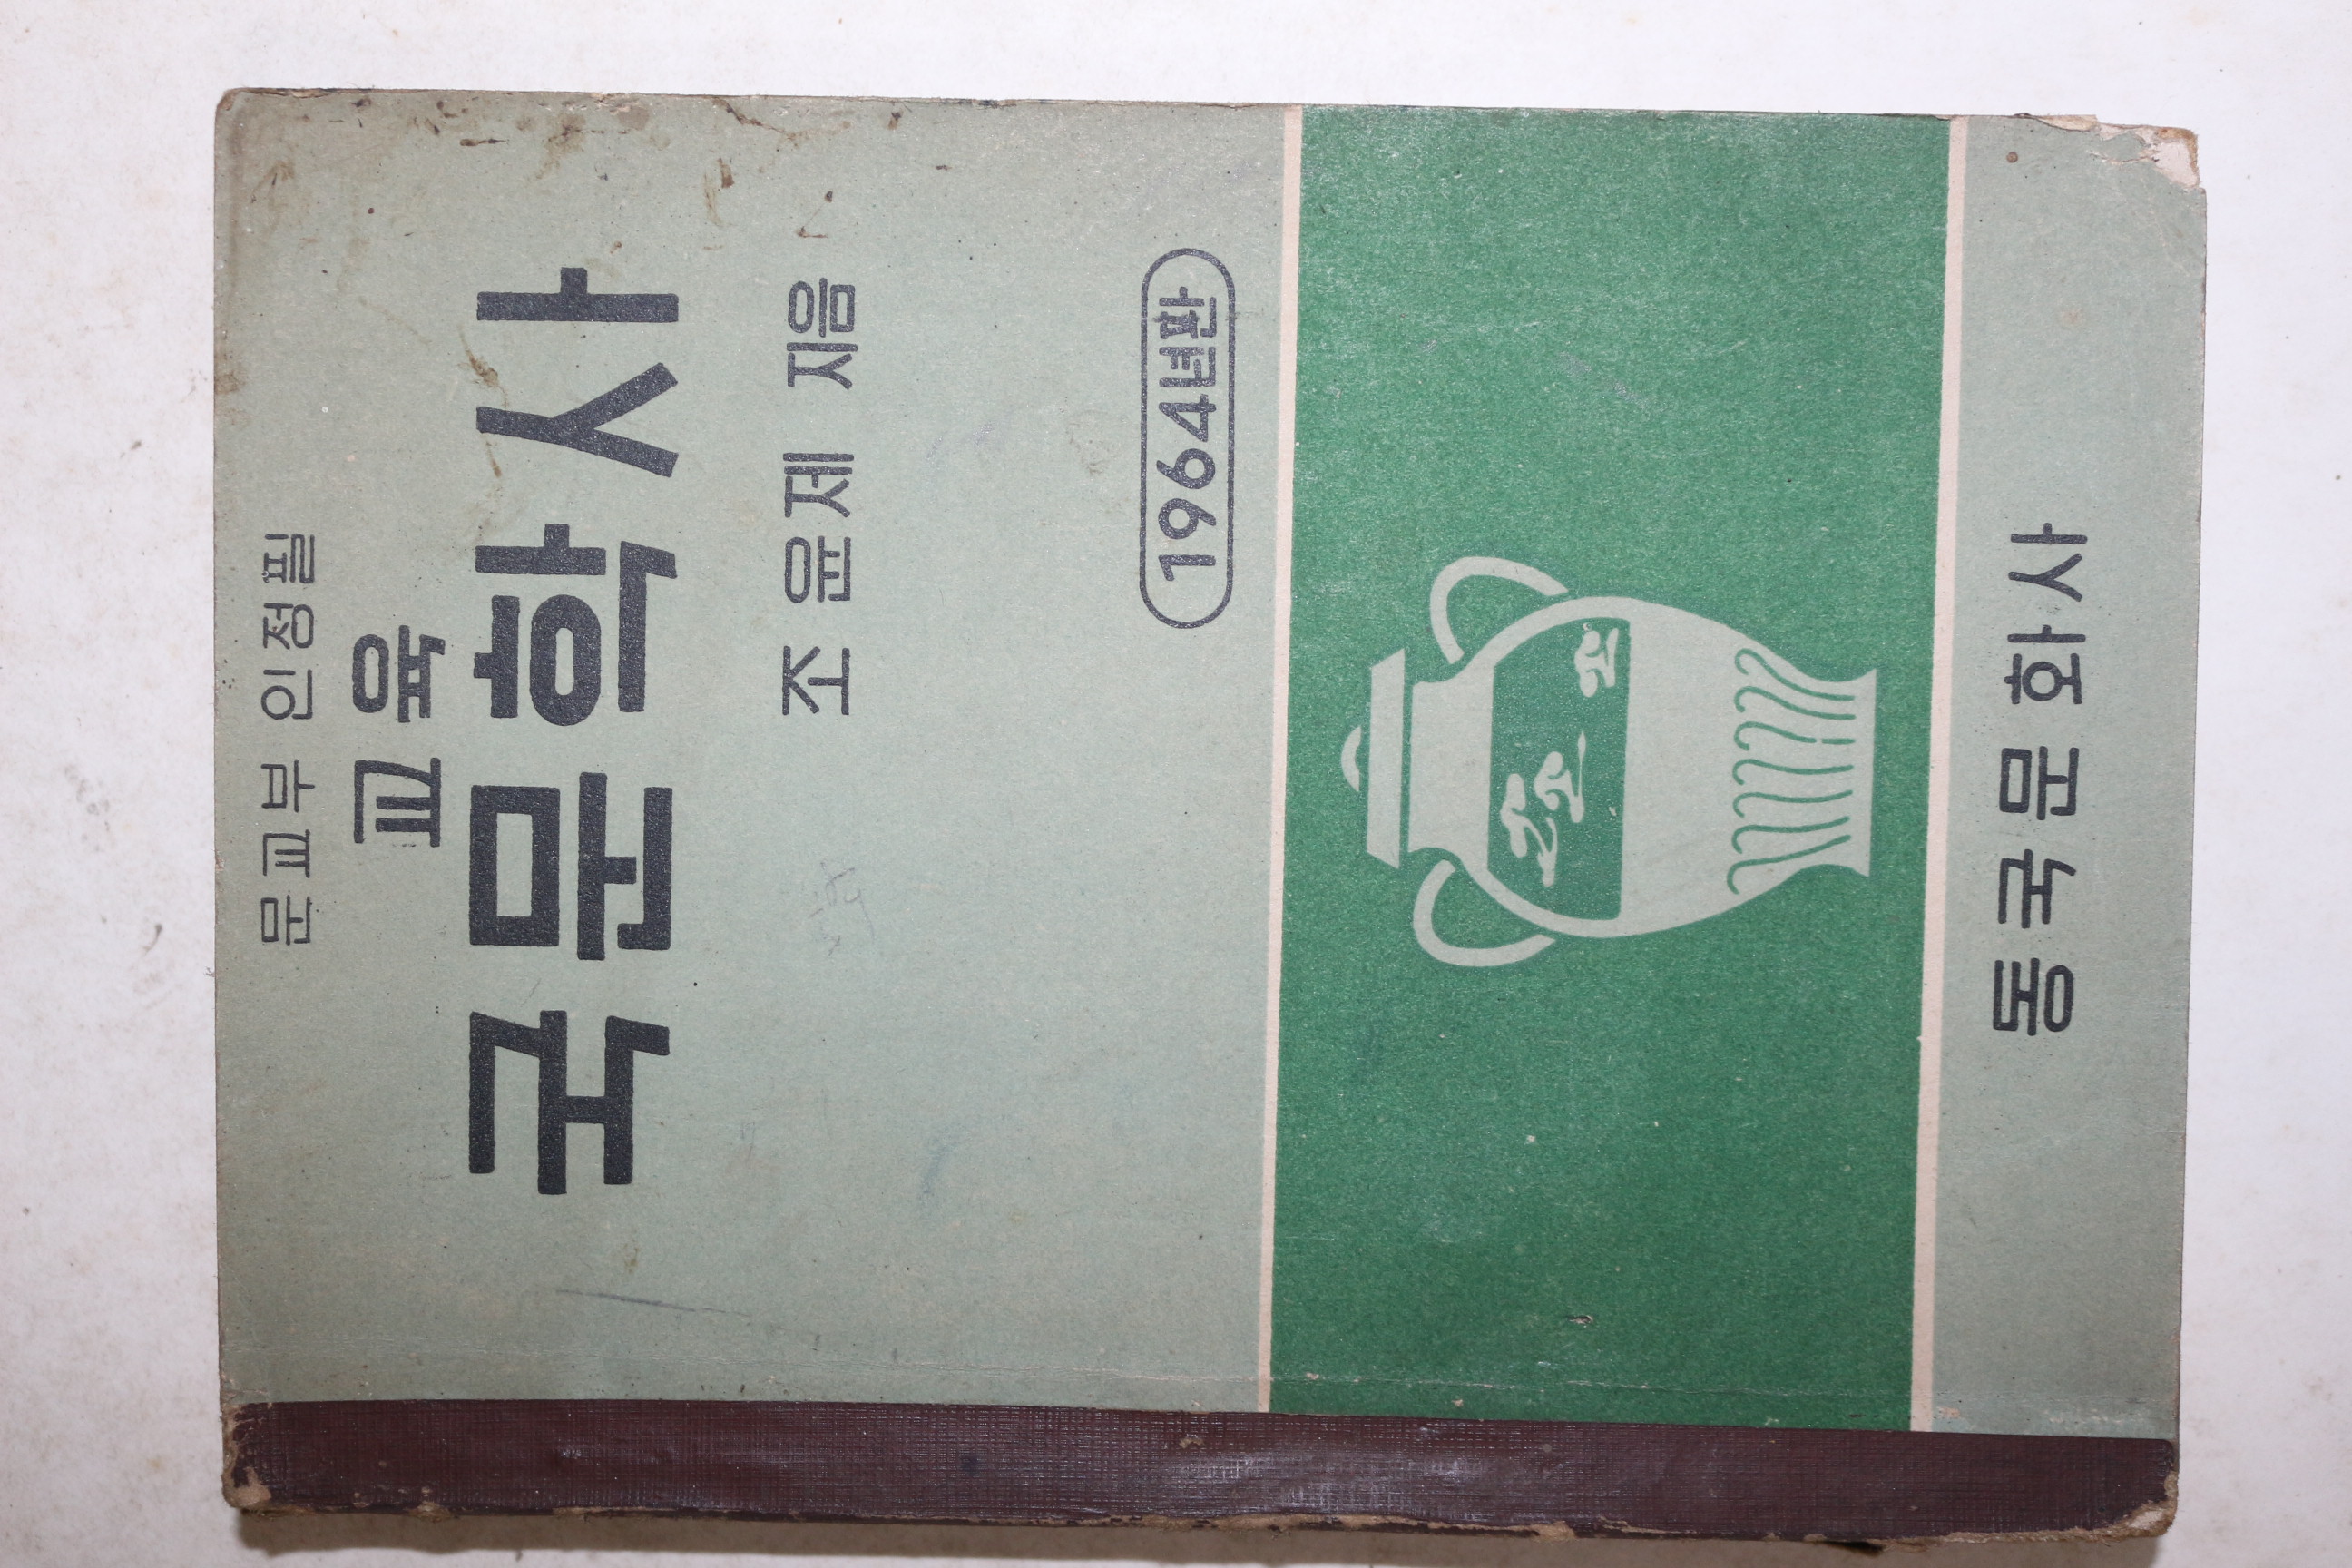 문교부 인정필
교육
국문학사
조윤제 지음
1964년판
동국문화사